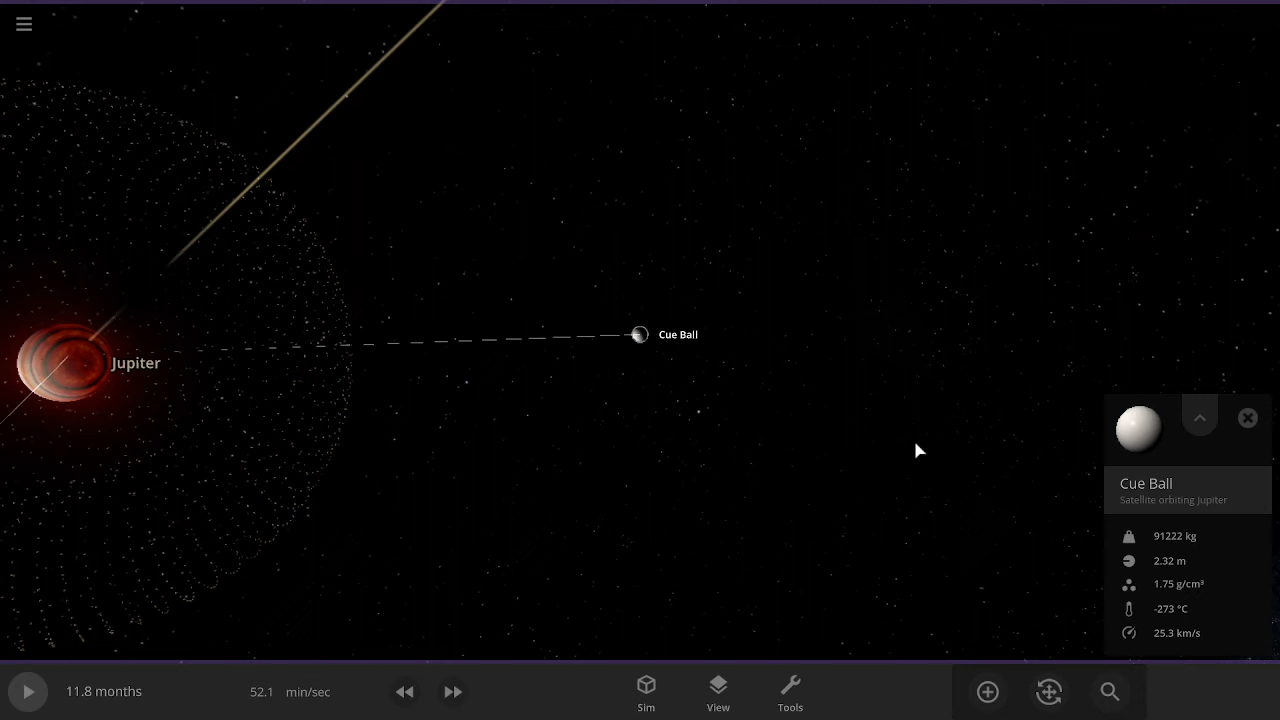 Cue Ball
Jupiter
Cue Ball
Satellite orbiting Jupiter
91222 kg
2.32 m
1.75 g/cm³
-273 °C
25.3 km/s
11.8 months
52.1 min/sec
Sim
View
Tools